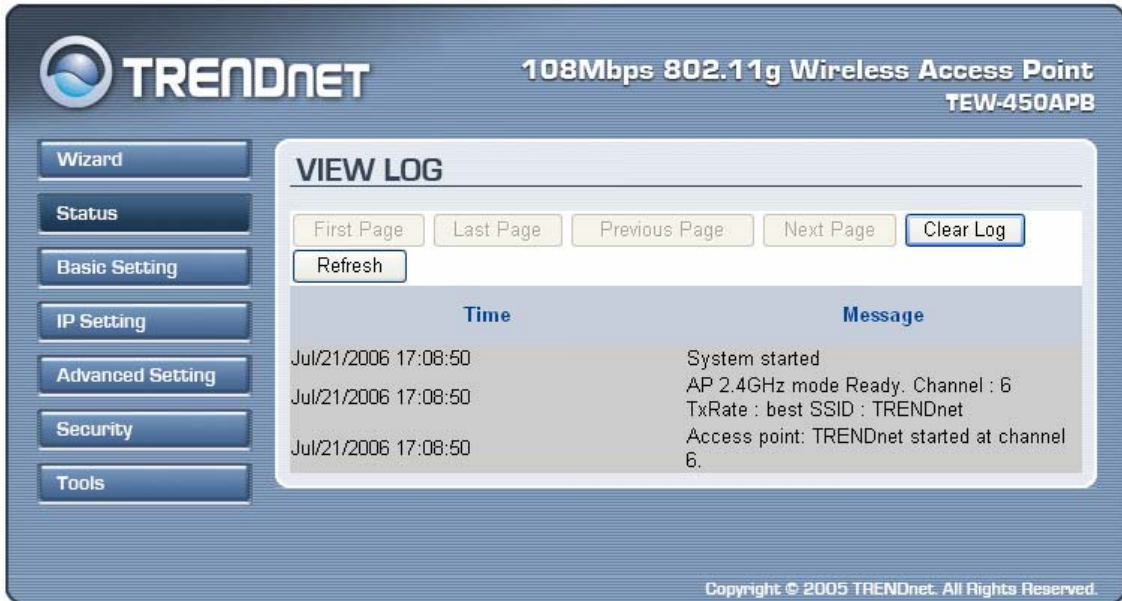 TRENDNET
108Mbps 802.11g Wireless Access Point
TEW-450APB
Wizard
Status
Basic Setting
IP Setting
Advanced Setting
Security
Tools
VIEW LOG
First Page Last Page Previous Page Next Page Clear Log
Refresh
Time Message
Jul/21/2006 17:08:50 System started
Jul/21/2006 17:08:50 AP 2.4GHz mode Ready. Channel : 6
TxRate : best SSID : TRENDnet
Jul/21/2006 17:08:50 Access point: TRENDnet started at channel
6.
Copyright © 2005 TRENDnet. All Rights Reserved.